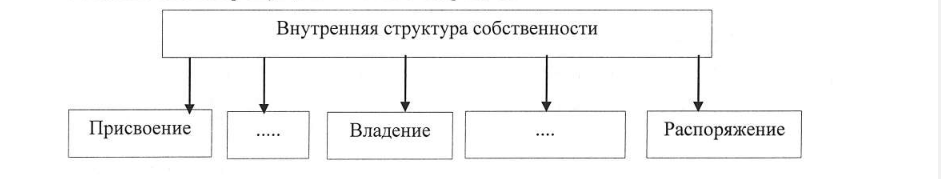 Внутренняя структура собственности
Присвоение
.....
Владение
....
Распоряжение